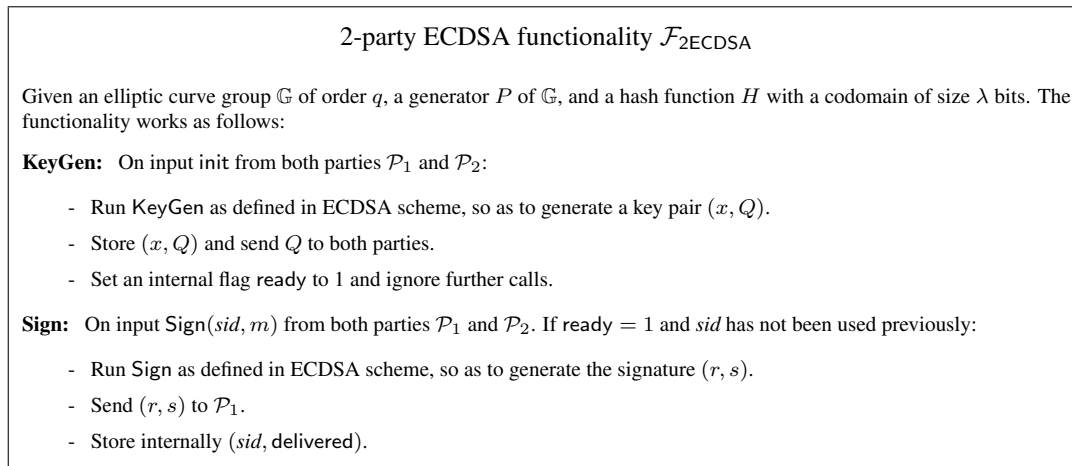 2-party ECDSA functionality 𝓕₂ECDSA
Given an elliptic curve group 𝔾 of order q, a generator P of 𝔾, and a hash function H with a codomain of size λ bits. The
functionality works as follows:
KeyGen: On input init from both parties 𝒫₁ and 𝒫₂:
- Run KeyGen as defined in ECDSA scheme, so as to generate a key pair (x, Q).
- Store (x, Q) and send Q to both parties.
- Set an internal flag ready to 1 and ignore further calls.
Sign: On input Sign(sid, m) from both parties 𝒫₁ and 𝒫₂. If ready = 1 and sid has not been used previously:
- Run Sign as defined in ECDSA scheme, so as to generate the signature (r, s).
- Send (r, s) to 𝒫₁.
- Store internally (sid, delivered).